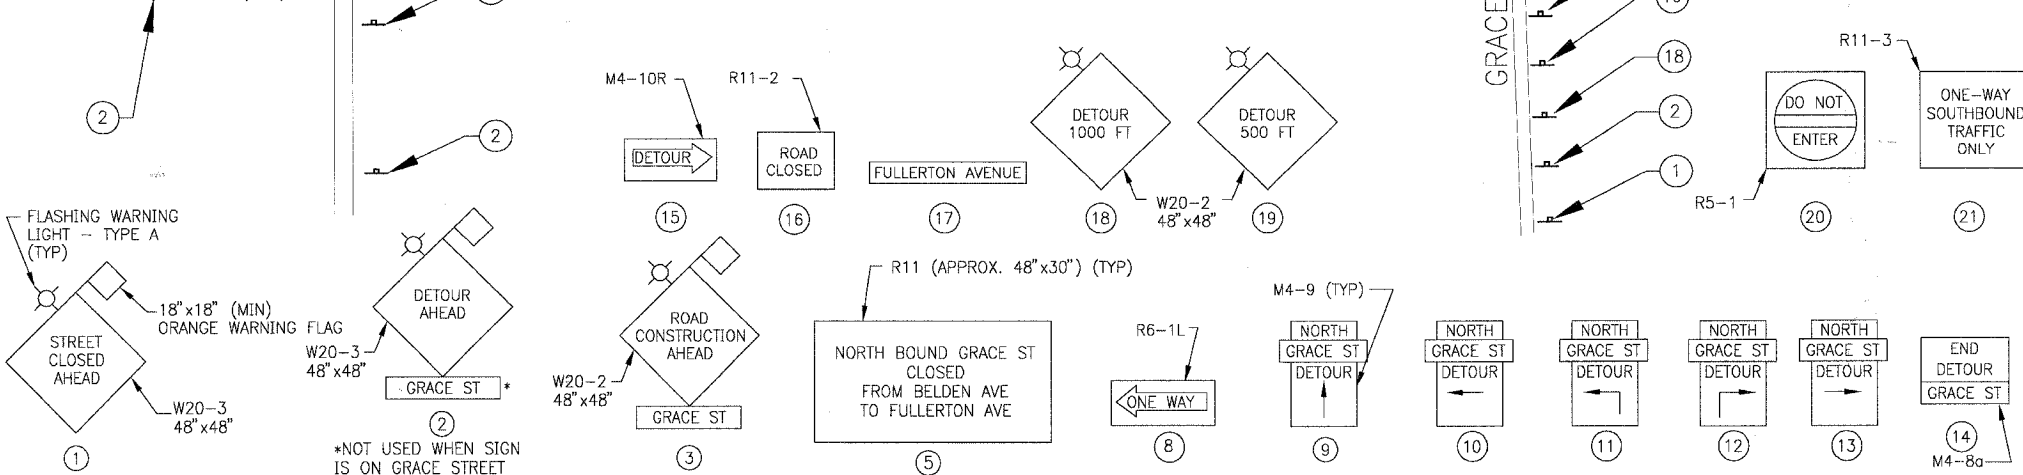 2
2
GRACE
18
2
1
R11-3
ONE-WAY
SOUTHBOUND
TRAFFIC
ONLY
21
DO NOT
ENTER
R5-1
20
M4-10R
DETOUR
15
R11-2
ROAD
CLOSED
16
FULLERTON AVENUE
17
DETOUR
1000 FT
18
W20-2
48"x48"
DETOUR
500 FT
19
FLASHING WARNING
LIGHT - TYPE A
(TYP)
18"x18" (MIN)
ORANGE WARNING FLAG
STREET
CLOSED
AHEAD
W20-3
48"x48"
1
DETOUR
AHEAD
W20-3
48"x48"
GRACE ST *
2
*NOT USED WHEN SIGN
IS ON GRACE STREET
ROAD
CONSTRUCTION
AHEAD
W20-2
48"x48"
GRACE ST
3
R11 (APPROX. 48"x30") (TYP)
NORTH BOUND GRACE ST
CLOSED
FROM BELDEN AVE
TO FULLERTON AVE
5
R6-1L
ONE WAY
8
M4-9 (TYP)
NORTH
GRACE ST
DETOUR
9
NORTH
GRACE ST
DETOUR
10
NORTH
GRACE ST
DETOUR
11
NORTH
GRACE ST
DETOUR
12
NORTH
GRACE ST
DETOUR
13
END
DETOUR
GRACE ST
14
M4-8a